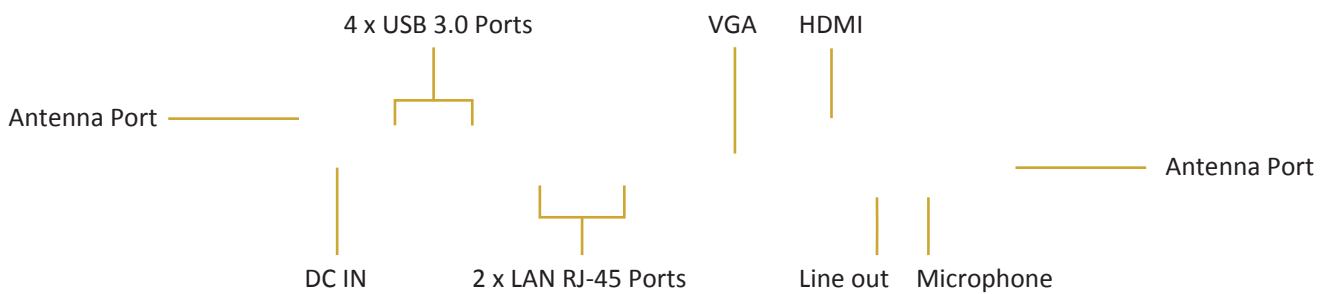 4 x USB 3.0 Ports
VGA
HDMI
Antenna Port
Antenna Port
DC IN
2 x LAN RJ-45 Ports
Line out
Microphone